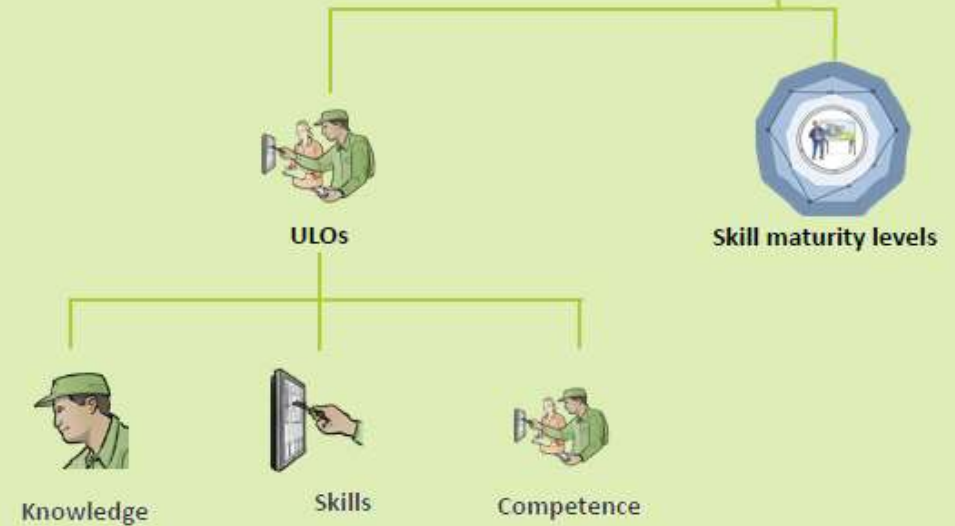 ULOs
Skill maturity levels
Knowledge
Skills
Competence